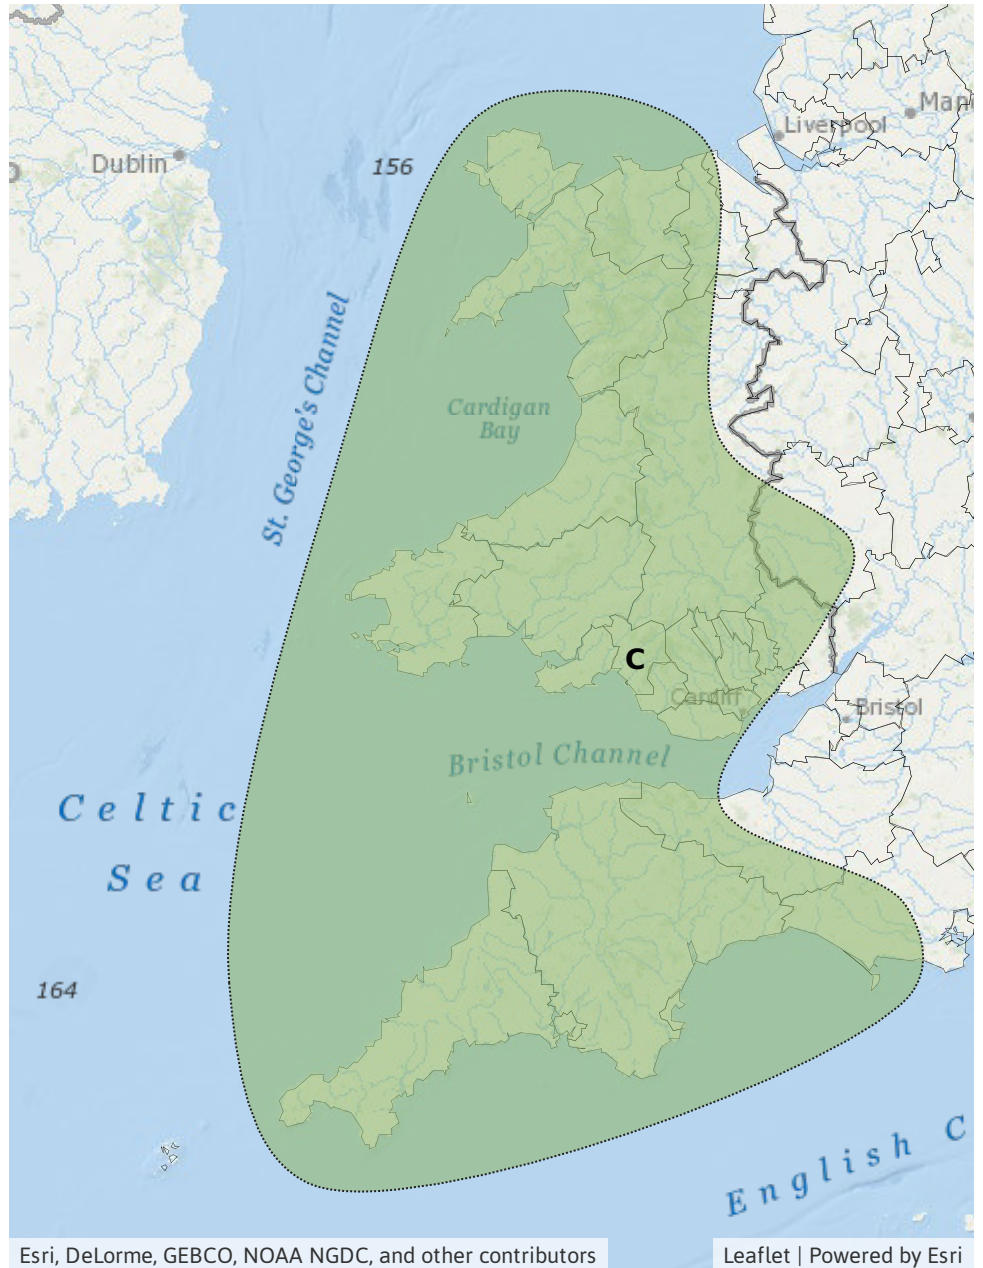 Man
Liverpool
Dublin
156
St. George's Channel
Cardigan
Bay
C
Cardiff
Bristol
Bristol Channel
Celtic
Sea
164
English C
Esri, DeLorme, GEBCO, NOAA NGDC, and other contributors
Leaflet | Powered by Esri